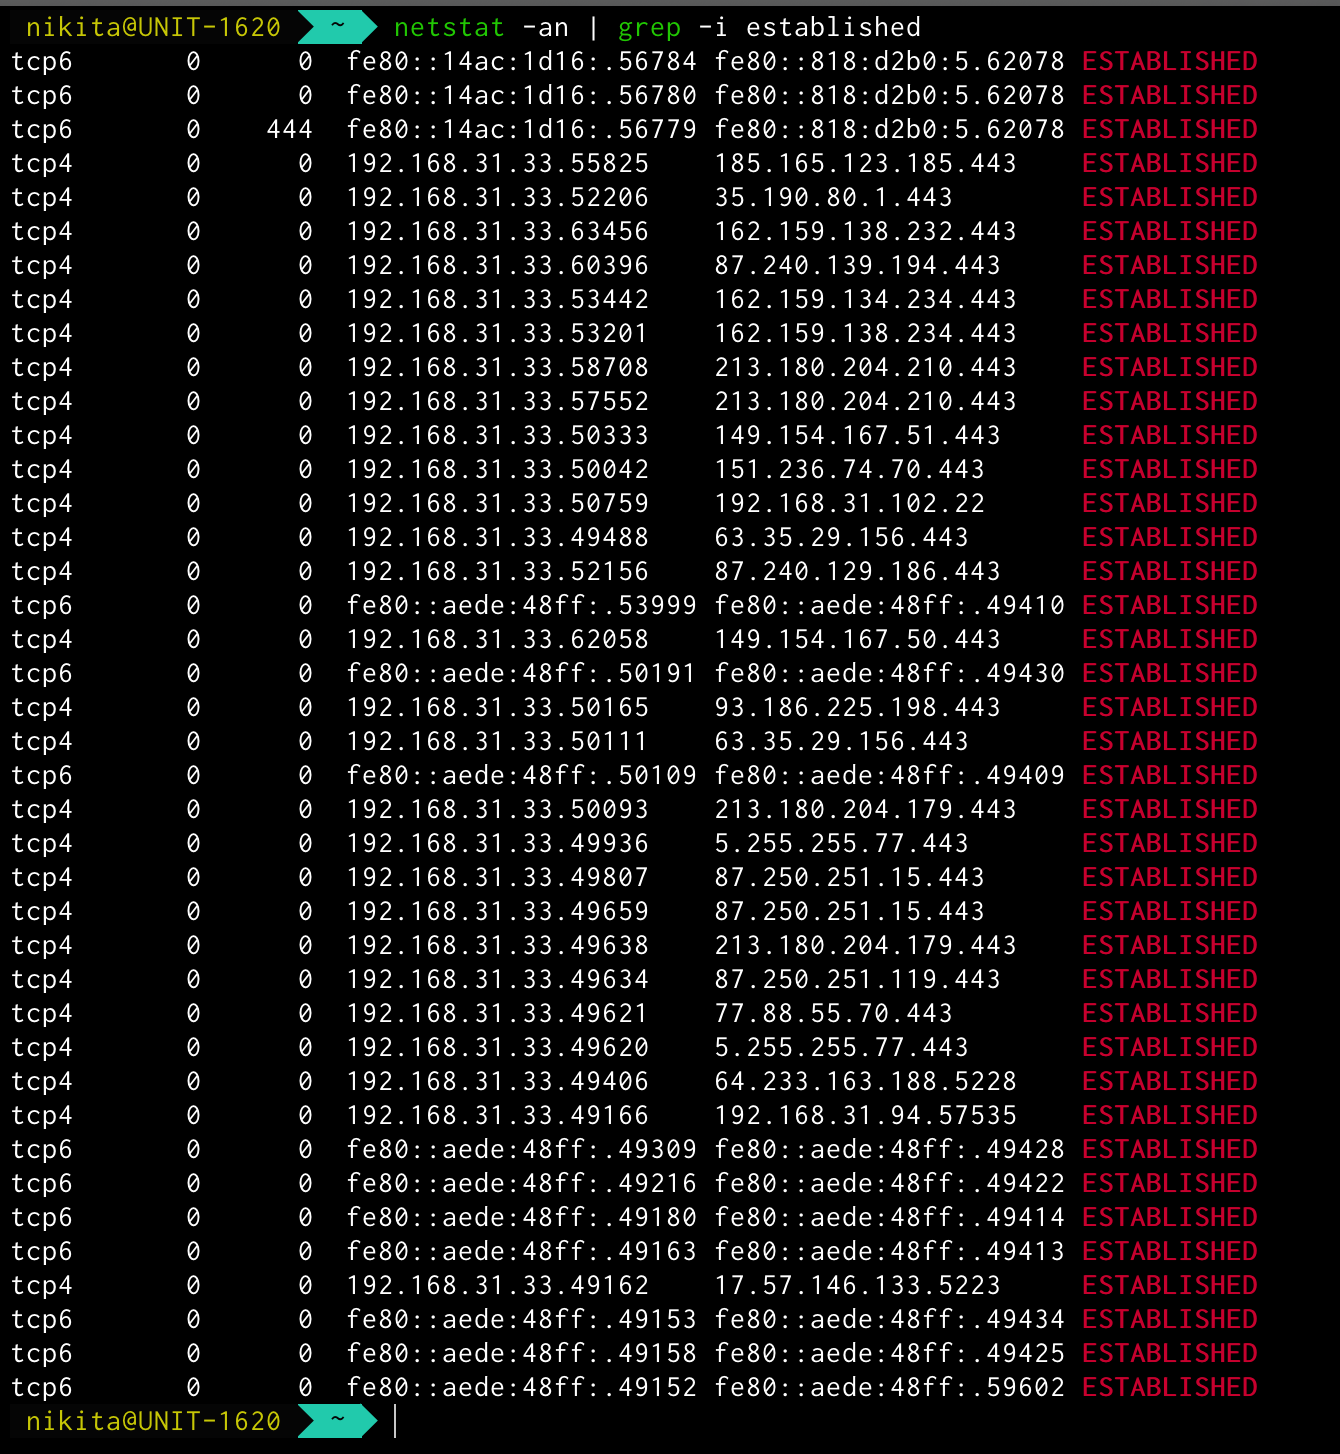 nikita@UNIT-1620 ~ netstat -an | grep -i established
tcp6 0 0 fe80::14ac:1d16:.56784 fe80::818:d2b0:5.62078 ESTABLISHED
tcp6 0 0 fe80::14ac:1d16:.56780 fe80::818:d2b0:5.62078 ESTABLISHED
tcp6 0 444 fe80::14ac:1d16:.56779 fe80::818:d2b0:5.62078 ESTABLISHED
tcp4 0 0 192.168.31.33.55825 185.165.123.185.443 ESTABLISHED
tcp4 0 0 192.168.31.33.52206 35.190.80.1.443 ESTABLISHED
tcp4 0 0 192.168.31.33.63456 162.159.138.232.443 ESTABLISHED
tcp4 0 0 192.168.31.33.60396 87.240.139.194.443 ESTABLISHED
tcp4 0 0 192.168.31.33.53442 162.159.134.234.443 ESTABLISHED
tcp4 0 0 192.168.31.33.53201 162.159.138.234.443 ESTABLISHED
tcp4 0 0 192.168.31.33.58708 213.180.204.210.443 ESTABLISHED
tcp4 0 0 192.168.31.33.57552 213.180.204.210.443 ESTABLISHED
tcp4 0 0 192.168.31.33.50333 149.154.167.51.443 ESTABLISHED
tcp4 0 0 192.168.31.33.50042 151.236.74.70.443 ESTABLISHED
tcp4 0 0 192.168.31.33.50759 192.168.31.102.22 ESTABLISHED
tcp4 0 0 192.168.31.33.49488 63.35.29.156.443 ESTABLISHED
tcp4 0 0 192.168.31.33.52156 87.240.129.186.443 ESTABLISHED
tcp6 0 0 fe80::aede:48ff:.53999 fe80::aede:48ff:.49410 ESTABLISHED
tcp4 0 0 192.168.31.33.62058 149.154.167.50.443 ESTABLISHED
tcp6 0 0 fe80::aede:48ff:.50191 fe80::aede:48ff:.49430 ESTABLISHED
tcp4 0 0 192.168.31.33.50165 93.186.225.198.443 ESTABLISHED
tcp4 0 0 192.168.31.33.50111 63.35.29.156.443 ESTABLISHED
tcp6 0 0 fe80::aede:48ff:.50109 fe80::aede:48ff:.49409 ESTABLISHED
tcp4 0 0 192.168.31.33.50093 213.180.204.179.443 ESTABLISHED
tcp4 0 0 192.168.31.33.49936 5.255.255.77.443 ESTABLISHED
tcp4 0 0 192.168.31.33.49807 87.250.251.15.443 ESTABLISHED
tcp4 0 0 192.168.31.33.49659 87.250.251.15.443 ESTABLISHED
tcp4 0 0 192.168.31.33.49638 213.180.204.179.443 ESTABLISHED
tcp4 0 0 192.168.31.33.49634 87.250.251.119.443 ESTABLISHED
tcp4 0 0 192.168.31.33.49621 77.88.55.70.443 ESTABLISHED
tcp4 0 0 192.168.31.33.49620 5.255.255.77.443 ESTABLISHED
tcp4 0 0 192.168.31.33.49406 64.233.163.188.5228 ESTABLISHED
tcp4 0 0 192.168.31.33.49166 192.168.31.94.57535 ESTABLISHED
tcp6 0 0 fe80::aede:48ff:.49309 fe80::aede:48ff:.49428 ESTABLISHED
tcp6 0 0 fe80::aede:48ff:.49216 fe80::aede:48ff:.49422 ESTABLISHED
tcp6 0 0 fe80::aede:48ff:.49180 fe80::aede:48ff:.49414 ESTABLISHED
tcp6 0 0 fe80::aede:48ff:.49163 fe80::aede:48ff:.49413 ESTABLISHED
tcp4 0 0 192.168.31.33.49162 17.57.146.133.5223 ESTABLISHED
tcp6 0 0 fe80::aede:48ff:.49153 fe80::aede:48ff:.49434 ESTABLISHED
tcp6 0 0 fe80::aede:48ff:.49158 fe80::aede:48ff:.49425 ESTABLISHED
tcp6 0 0 fe80::aede:48ff:.49152 fe80::aede:48ff:.59602 ESTABLISHED
nikita@UNIT-1620 ~